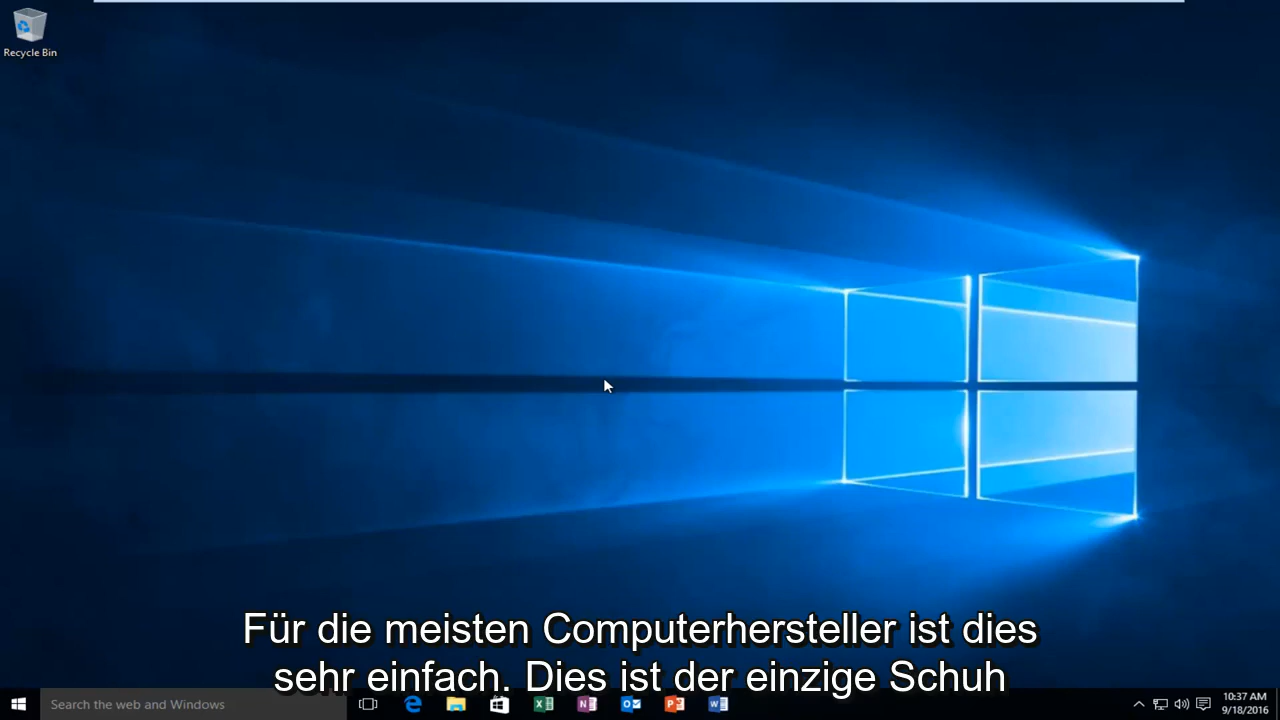 Recycle Bin
Für die meisten Computerhersteller ist dies
sehr einfach. Dies ist der einzige Schuh
Search the web and Windows
10:37 AM
9/18/2016